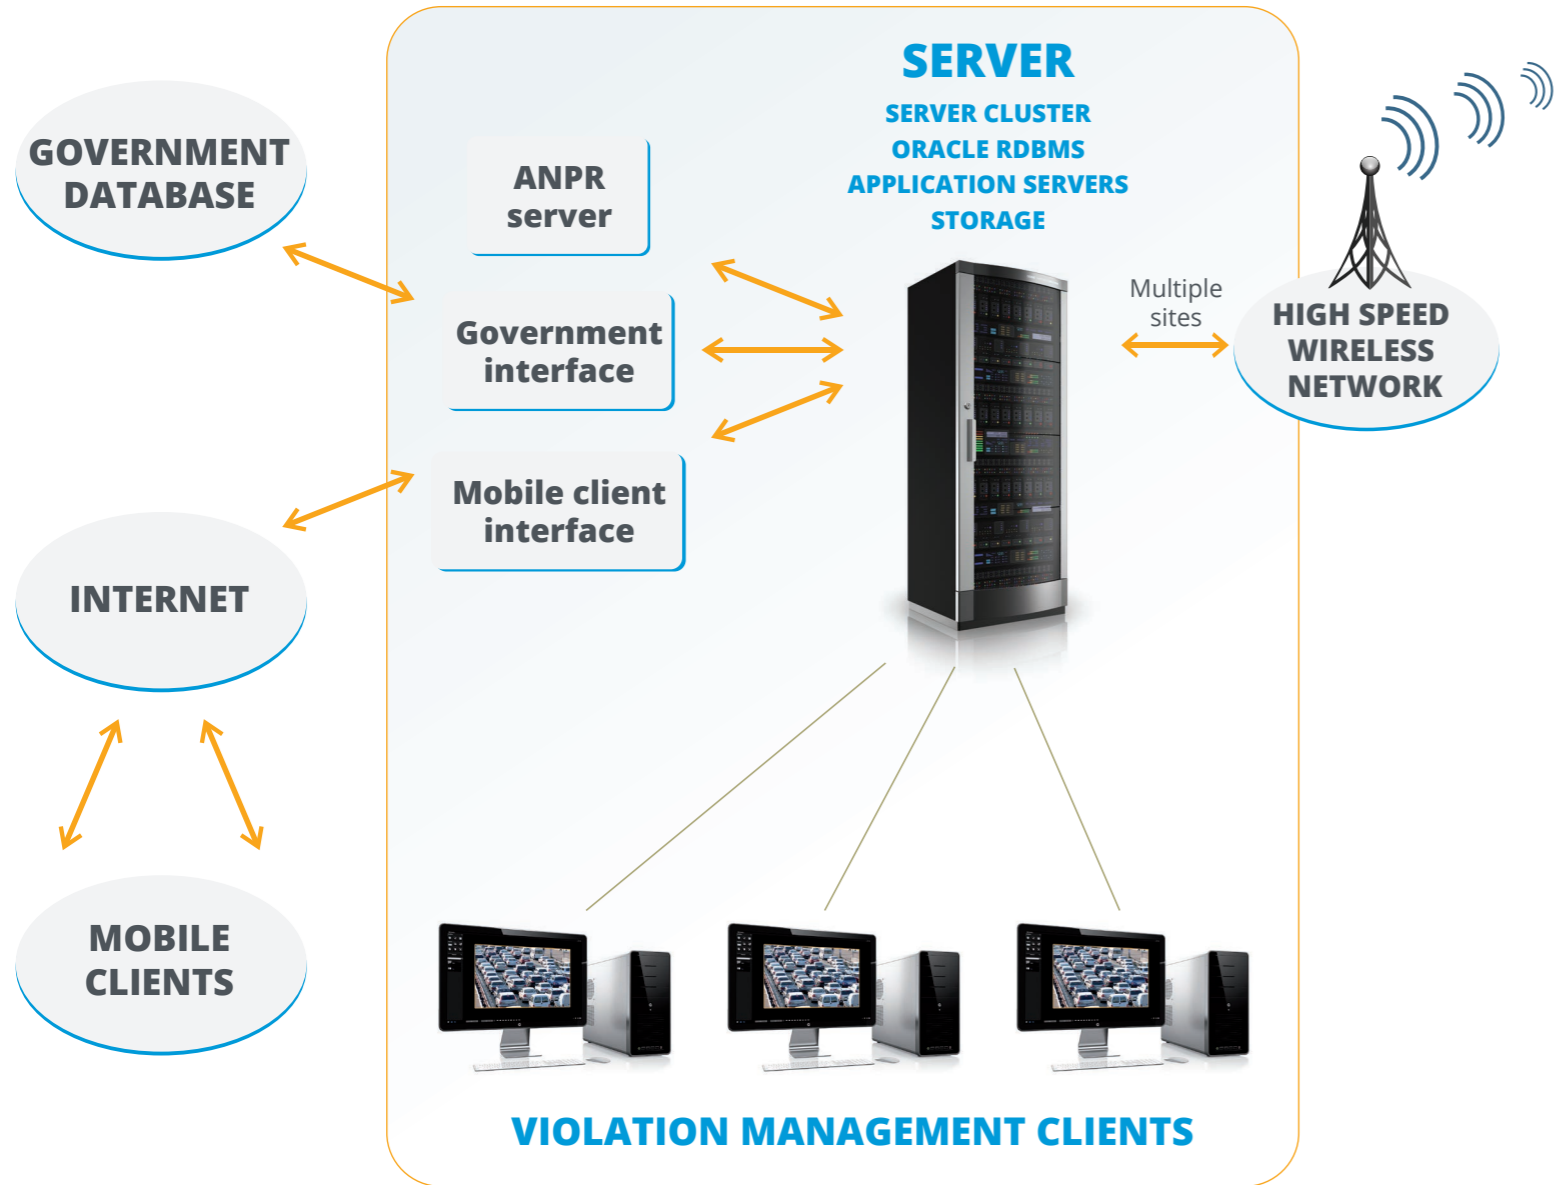 SERVER
SERVER CLUSTER
ORACLE RDBMS
APPLICATION SERVERS
STORAGE
GOVERNMENT
DATABASE
ANPR
server
Government
interface
Mobile client
interface
Multiple
sites
HIGH SPEED
WIRELESS
NETWORK
INTERNET
MOBILE
CLIENTS
VIOLATION MANAGEMENT CLIENTS